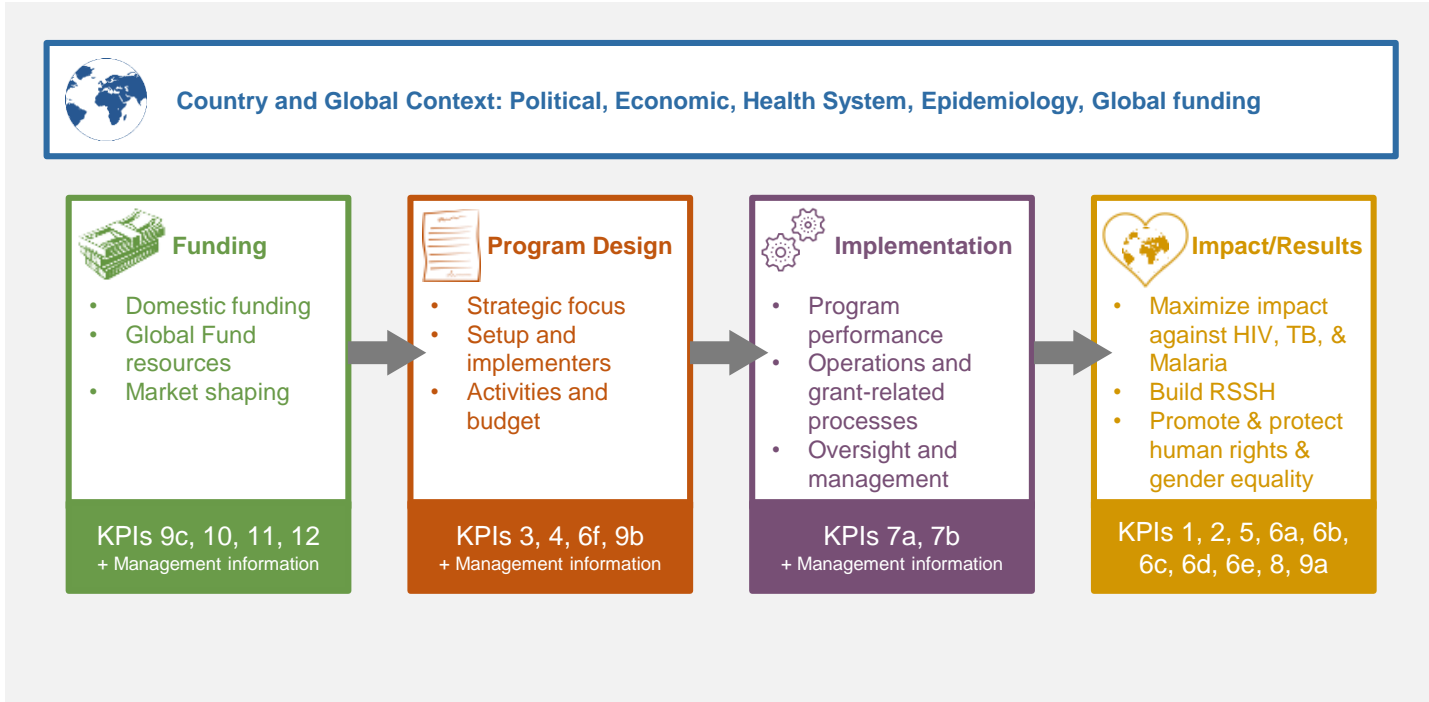 Country and Global Context: Political, Economic, Health System, Epidemiology, Global funding
Funding
• Domestic funding
• Global Fund
resources
• Market shaping
KPIs 9c, 10, 11, 12
+ Management information
Program Design
• Strategic focus
• Setup and
implementers
• Activities and
budget
KPIs 3, 4, 6f, 9b
+ Management information
Implementation
• Program
performance
• Operations and
grant-related
processes
• Oversight and
management
KPIs 7a, 7b
+ Management information
Impact/Results
• Maximize impact
against HIV, TB, &
Malaria
• Build RSSH
• Promote & protect
human rights &
gender equality
KPIs 1, 2, 5, 6a, 6b,
6c, 6d, 6e, 8, 9a